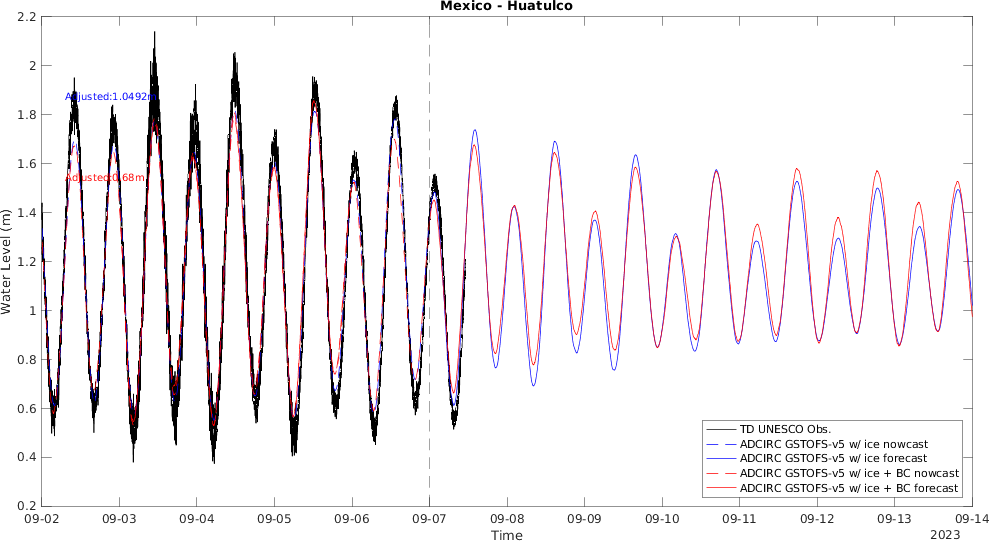 Mexico - Huatulco
2.2
2
1.8
1.6
1.4
1.2
1
0.8
0.6
0.4
0.2
Water Level (m)
Adjusted:1.0492m
Adjusted:0.68m
TD UNESCO Obs.
ADCIRC GSTOFS-v5 w/ ice nowcast
ADCIRC GSTOFS-v5 w/ ice forecast
ADCIRC GSTOFS-v5 w/ ice + BC nowcast
ADCIRC GSTOFS-v5 w/ ice + BC forecast
09-02 09-03 09-04 09-05 09-06 09-07 09-08 09-09 09-10 09-11 09-12 09-13 09-14
Time
2023